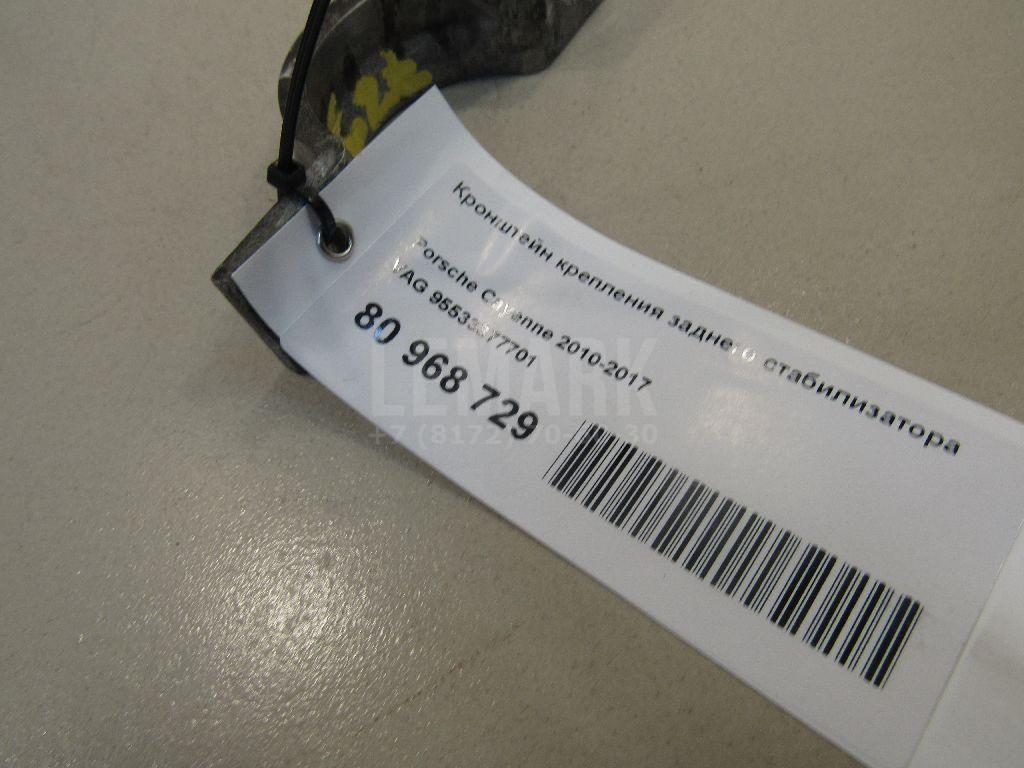 Кронштейн крепления заднего стабилизатора
Porsche Cayenne 2010-2017
VAG 95533377701
80 968 729
LEMARK